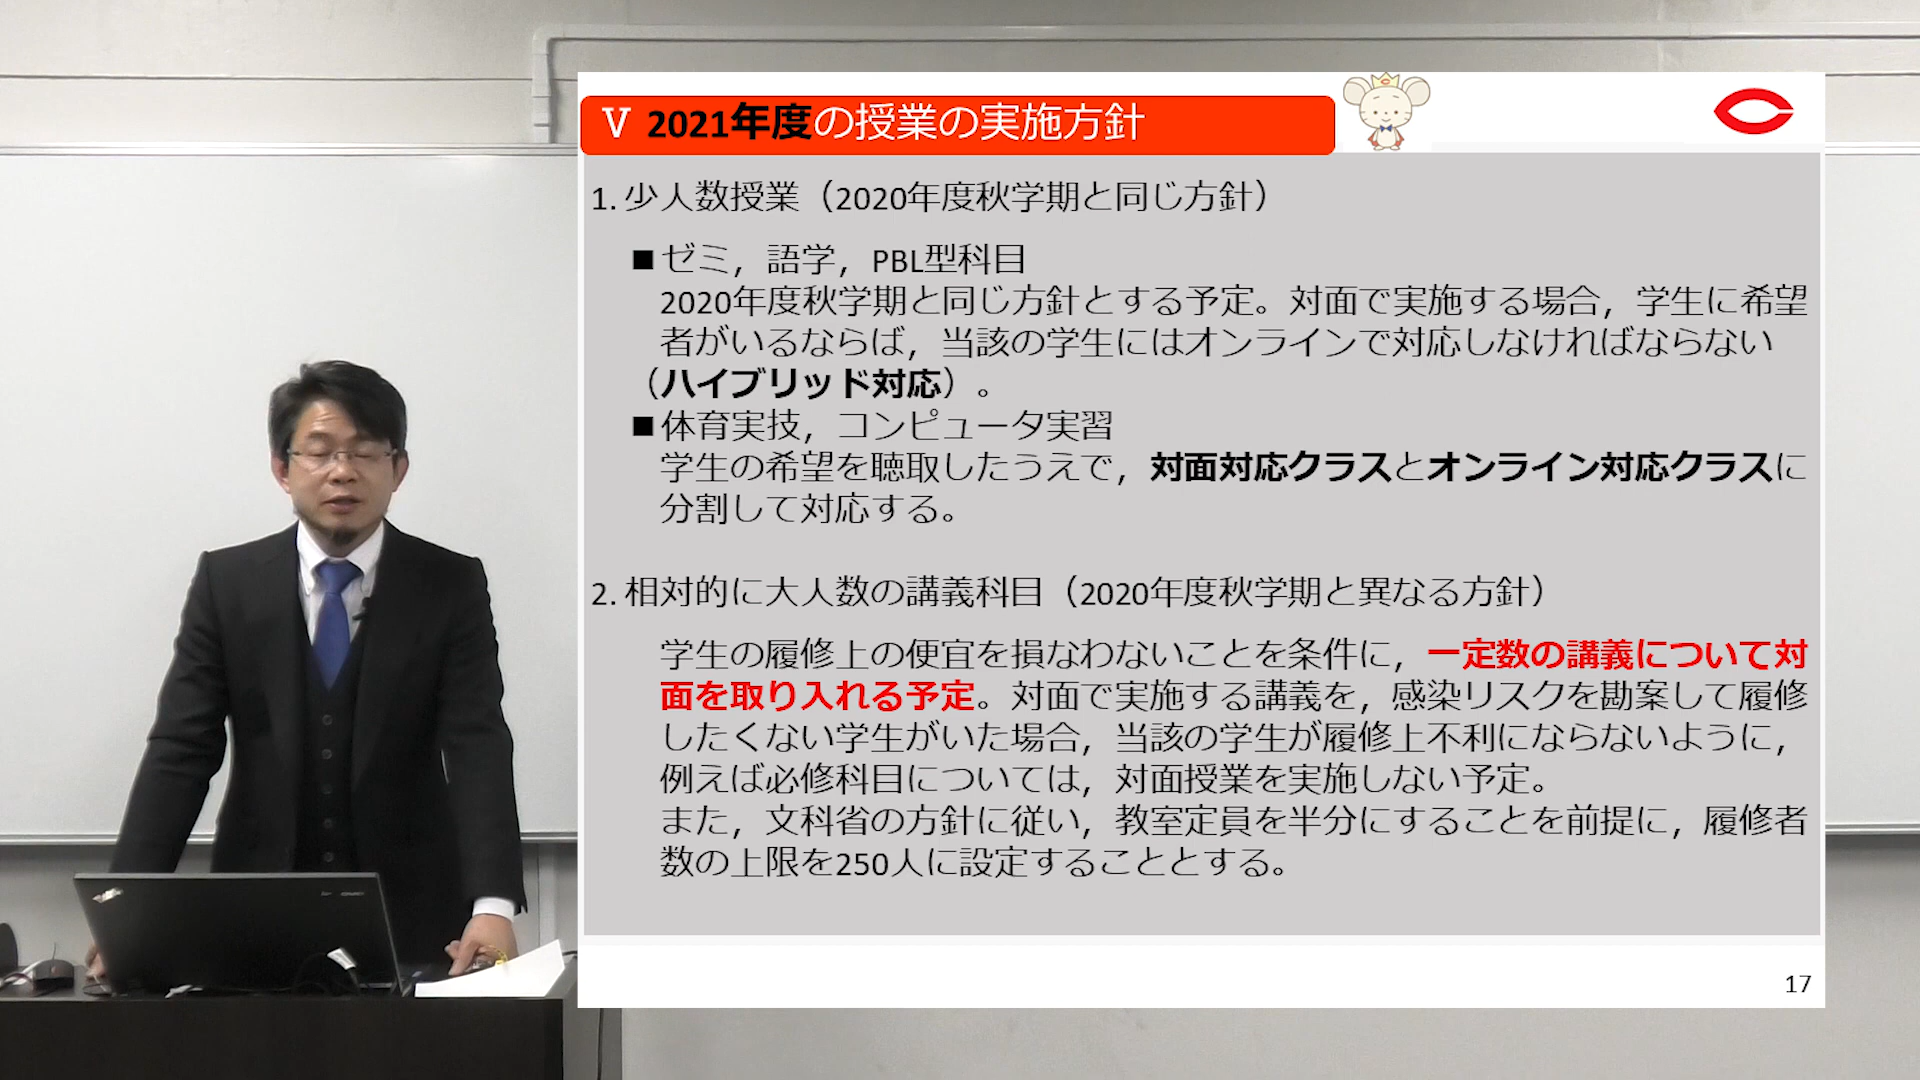 Ⅴ 2021年度の授業の実施方針
1. 少人数授業（2020年度秋学期と同じ方針）
■ゼミ，語学，PBL型科目
2020年度秋学期と同じ方針とする予定。対面で実施する場合，学生に希望
者がいるならば，当該の学生にはオンラインで対応しなければならない
（ハイブリッド対応）。
■体育実技，コンピュータ実習
学生の希望を聴取したうえで，対面対応クラスとオンライン対応クラスに
分割して対応する。
2. 相対的に大人数の講義科目（2020年度秋学期と異なる方針）
学生の履修上の便宜を損なわないことを条件に，一定数の講義について対
面を取り入れる予定。対面で実施する講義を，感染リスクを勘案して履修
したくない学生がいた場合，当該の学生が履修上不利にならないように，
例えば必修科目については，対面授業を実施しない予定。
また，文科省の方針に従い，教室定員を半分にすることを前提に，履修者
数の上限を250人に設定することとする。
17